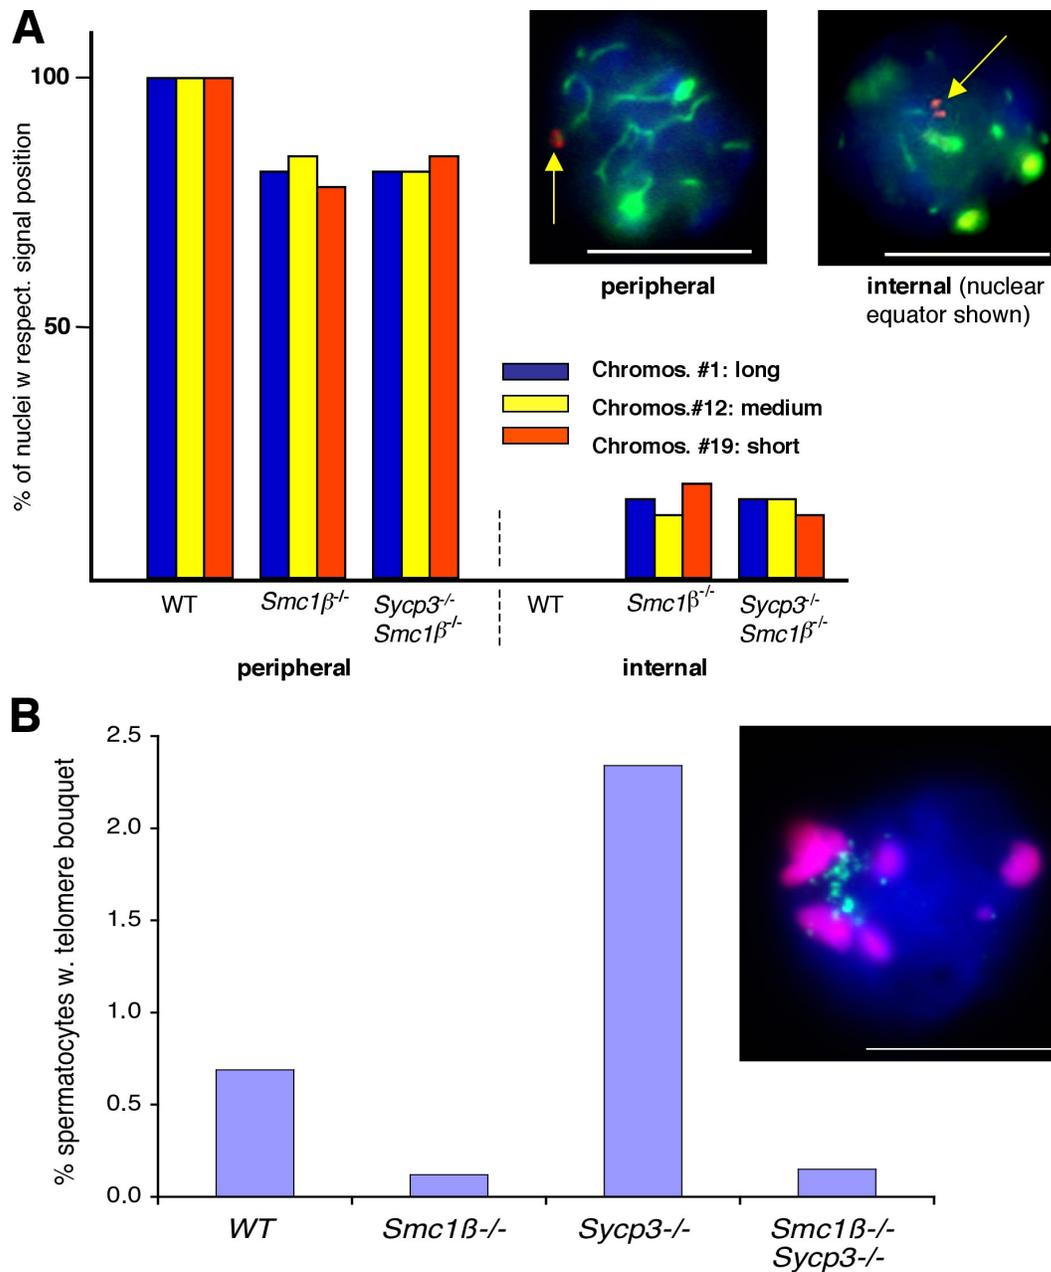 A
100
50
% of nuclei w respect. signal position
peripheral
internal (nuclear
equator shown)
Chromos. #1: long
Chromos.#12: medium
Chromos. #19: short
WT
Smc1β-/-
Sycp3-/-
Smc1β-/-
WT
Smc1β-/-
Sycp3-/-
Smc1β-/-
peripheral
internal
B
% spermatocytes w. telomere bouquet
2.5
2.0
1.5
1.0
0.5
0.0
WT
Smc1ß-/-
Sycp3-/-
Smc1ß-/-
Sycp3-/-